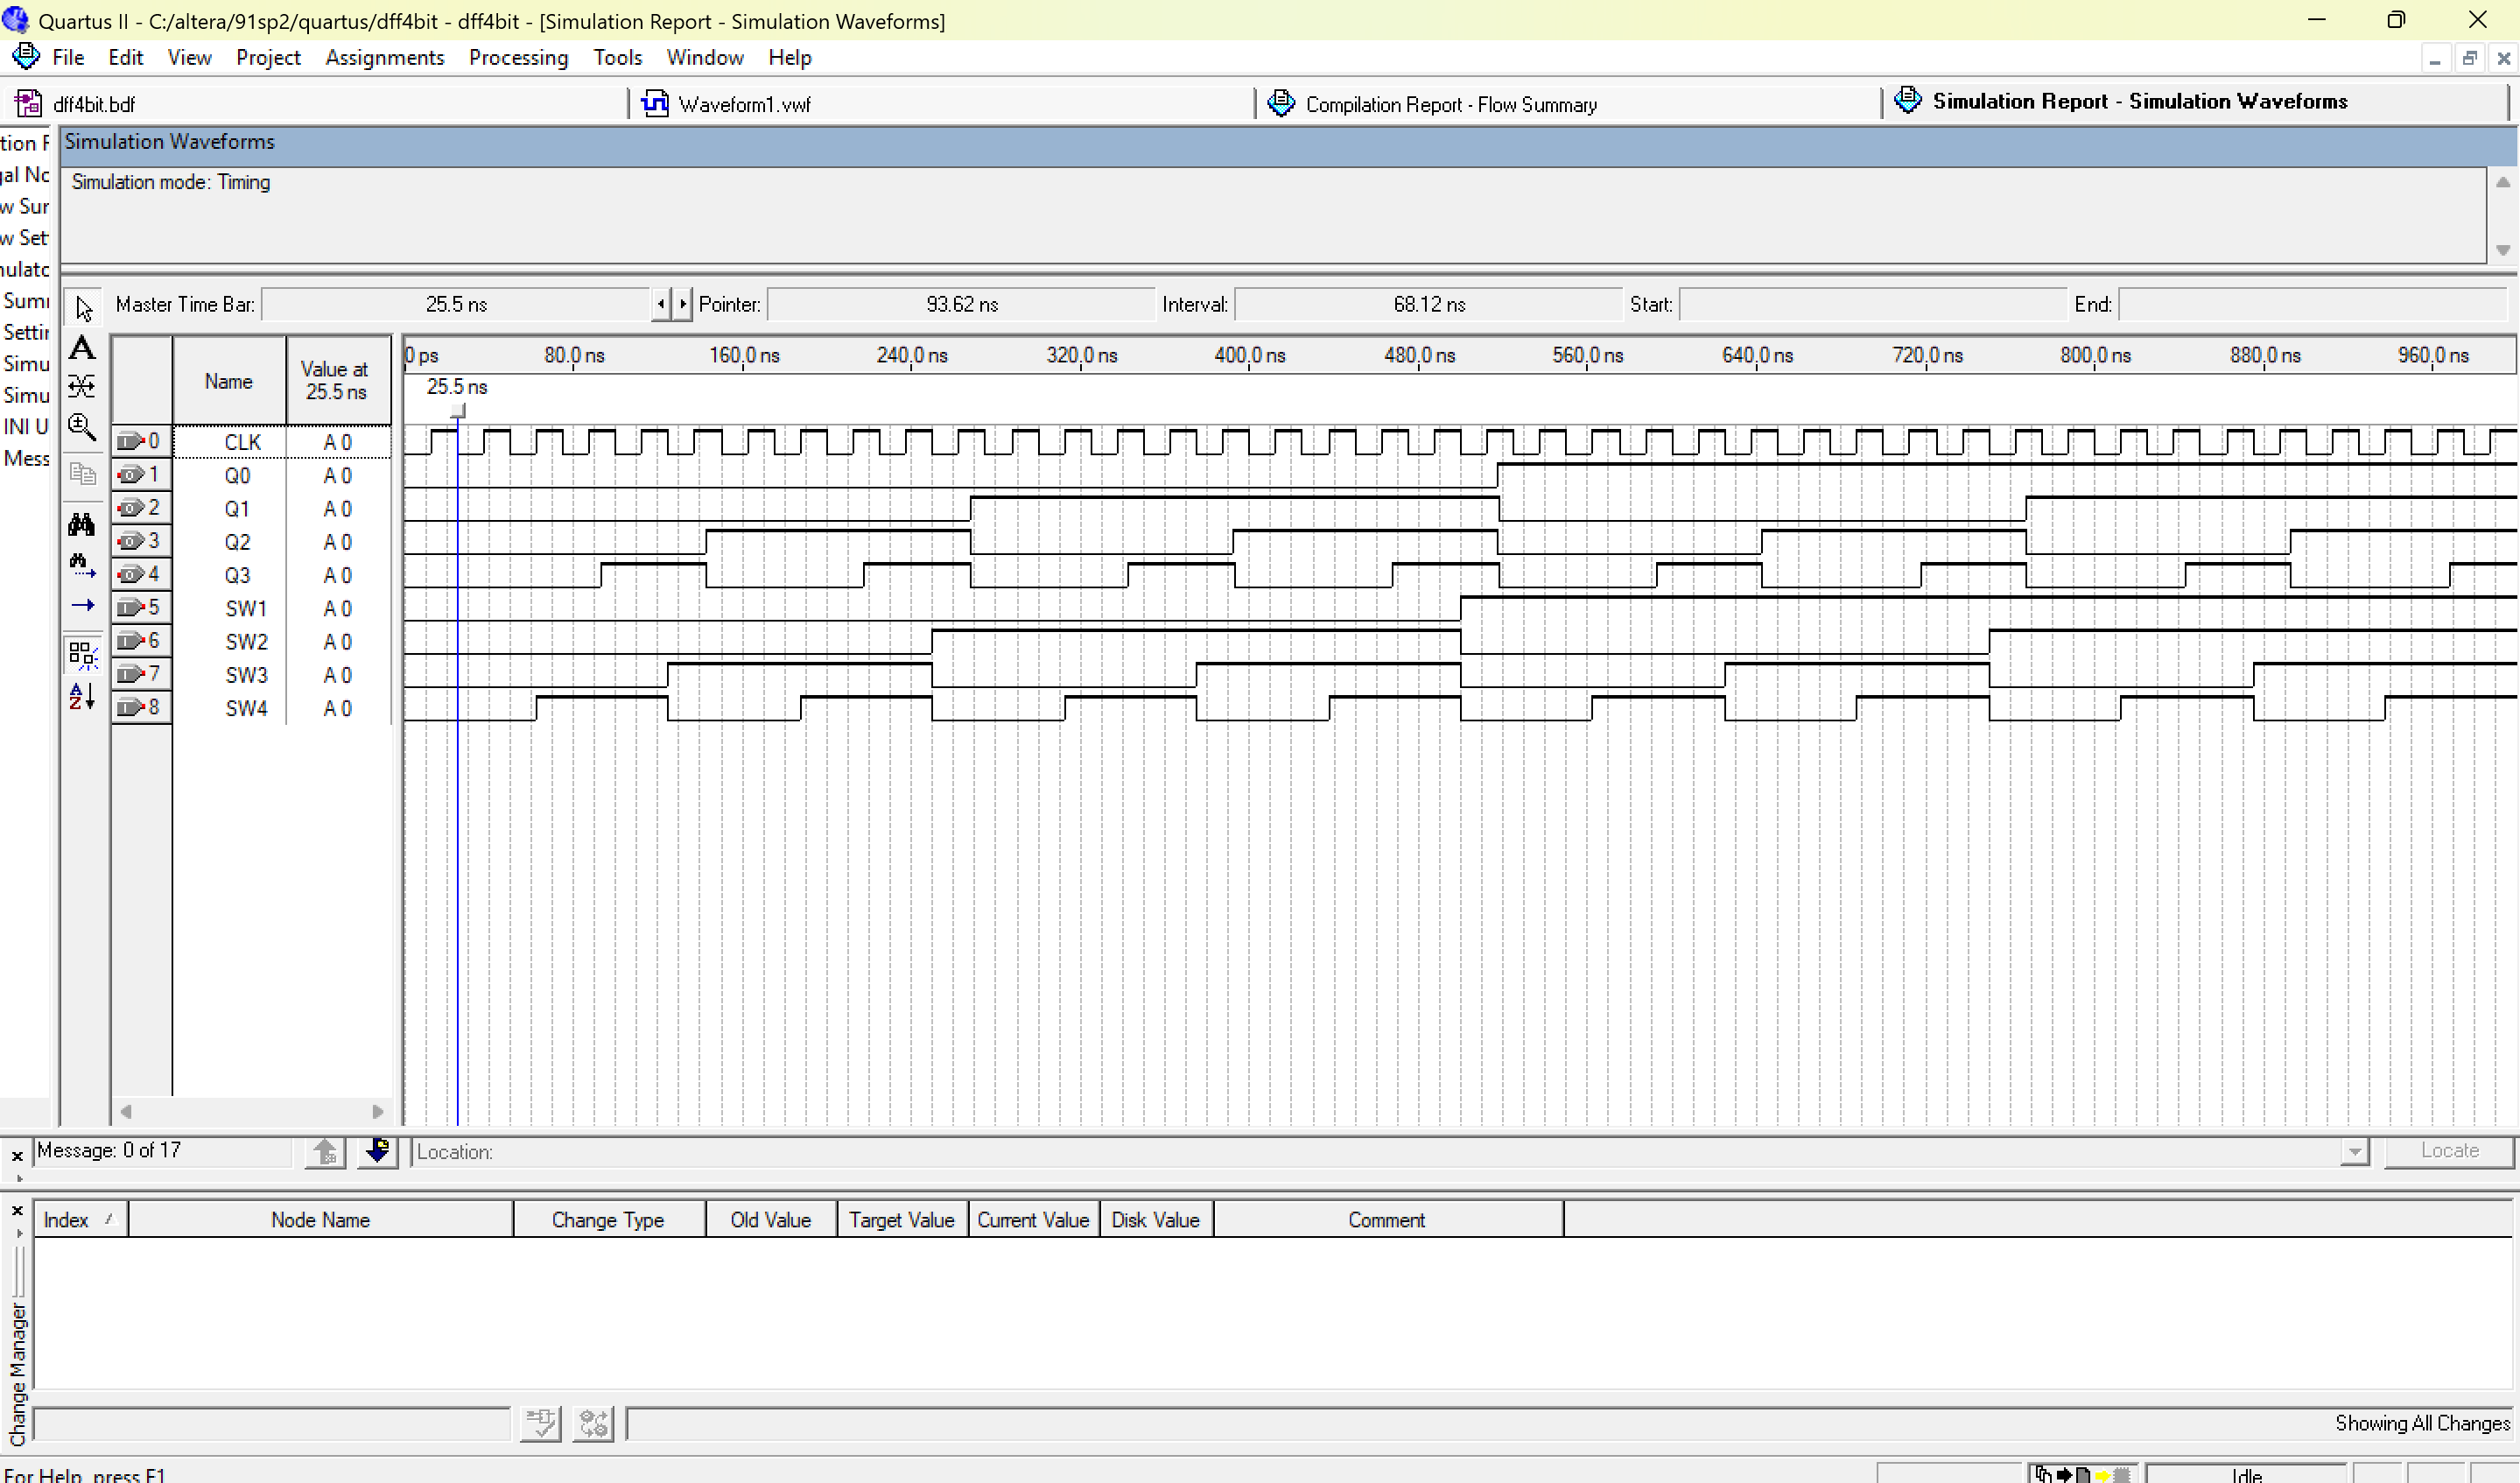 Quartus II - C:/altera/91sp2/quartus/dff4bit - dff4bit - [Simulation Report - Simulation Waveforms]
File Edit View Project Assignments Processing Tools Window Help
dff4bit.bdf Waveform1.vwf Compilation Report - Flow Summary Simulation Report - Simulation Waveforms
Simulation Waveforms
Simulation mode: Timing
Master Time Bar: 25.5 ns Pointer: 93.62 ns Interval: 68.12 ns Start: End:
Name Value at 25.5 ns
0 ps 80.0 ns 160.0 ns 240.0 ns 320.0 ns 400.0 ns 480.0 ns 560.0 ns 640.0 ns 720.0 ns 800.0 ns 880.0 ns 960.0 ns
25.5 ns
0 CLK A 0
1 Q0 A 0
2 Q1 A 0
3 Q2 A 0
4 Q3 A 0
5 SW1 A 0
6 SW2 A 0
7 SW3 A 0
8 SW4 A 0
tion F
gal No
w Sur
w Set
nulato
Summ
Settin
Simu
Simu
INI U
Mess
Message: 0 of 17 Location: Locate
Index Node Name Change Type Old Value Target Value Current Value Disk Value Comment
Change Manager
Showing All Changes
For Help, press F1 Idle